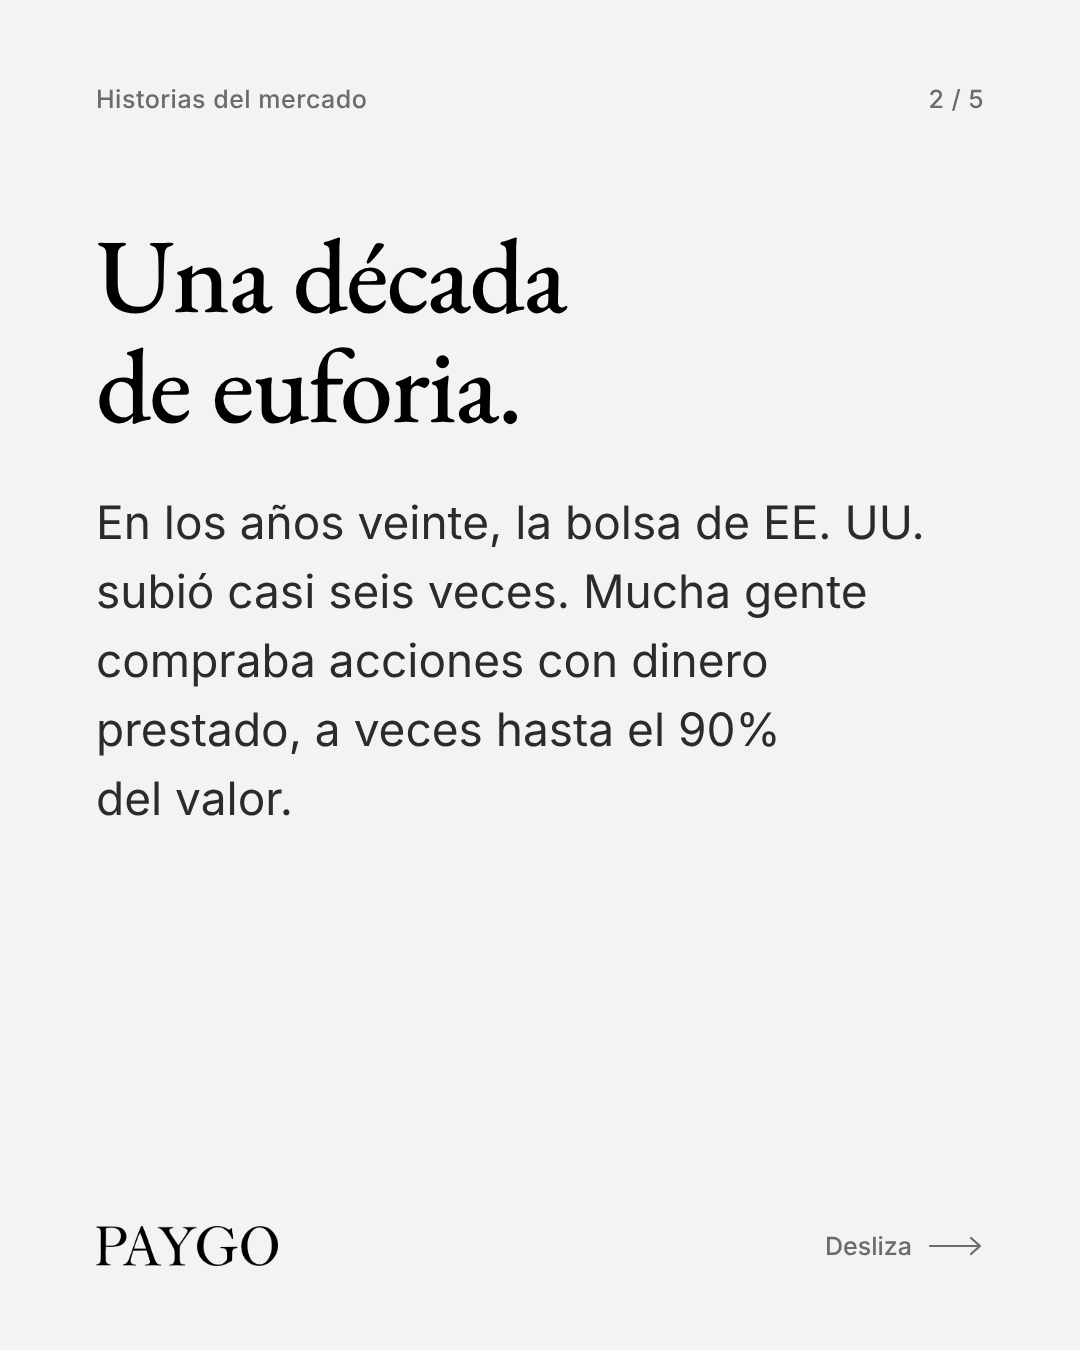 Historias del mercado
2 / 5
Una década
de euforia.
En los años veinte, la bolsa de EE. UU.
subió casi seis veces. Mucha gente
compraba acciones con dinero
prestado, a veces hasta el 90%
del valor.
PAYGO
Desliza